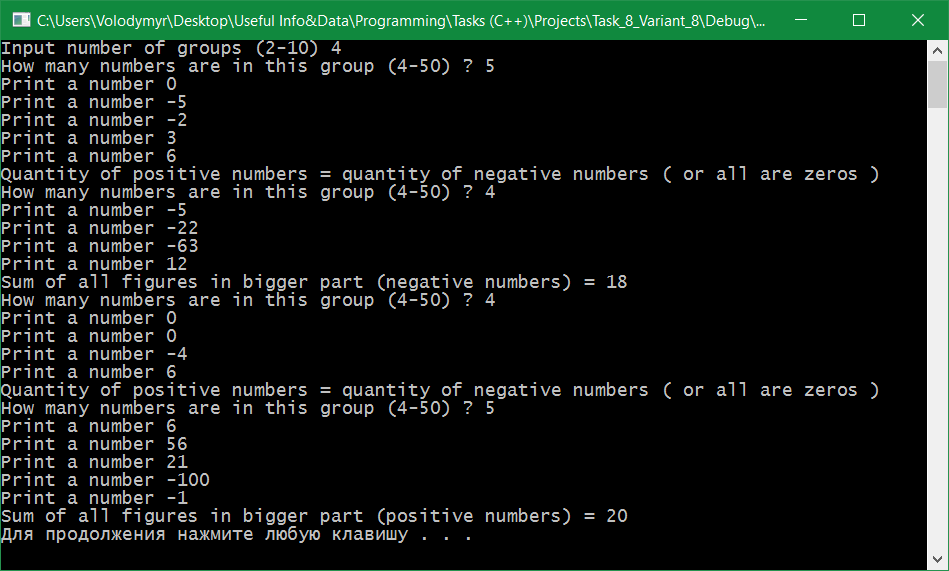 C:\Users\Volodymyr\Desktop\Useful Info&Data\Programming\Tasks (C++)\Projects\Task_8_Variant_8\Debug\...
Input number of groups (2-10) 4
How many numbers are in this group (4-50) ? 5
Print a number 0
Print a number -5
Print a number -2
Print a number 3
Print a number 6
Quantity of positive numbers = quantity of negative numbers ( or all are zeros )
How many numbers are in this group (4-50) ? 4
Print a number -5
Print a number -22
Print a number -63
Print a number 12
Sum of all figures in bigger part (negative numbers) = 18
How many numbers are in this group (4-50) ? 4
Print a number 0
Print a number 0
Print a number -4
Print a number 6
Quantity of positive numbers = quantity of negative numbers ( or all are zeros )
How many numbers are in this group (4-50) ? 5
Print a number 6
Print a number 56
Print a number 21
Print a number -100
Print a number -1
Sum of all figures in bigger part (positive numbers) = 20
Для продолжения нажмите любую клавишу . . .